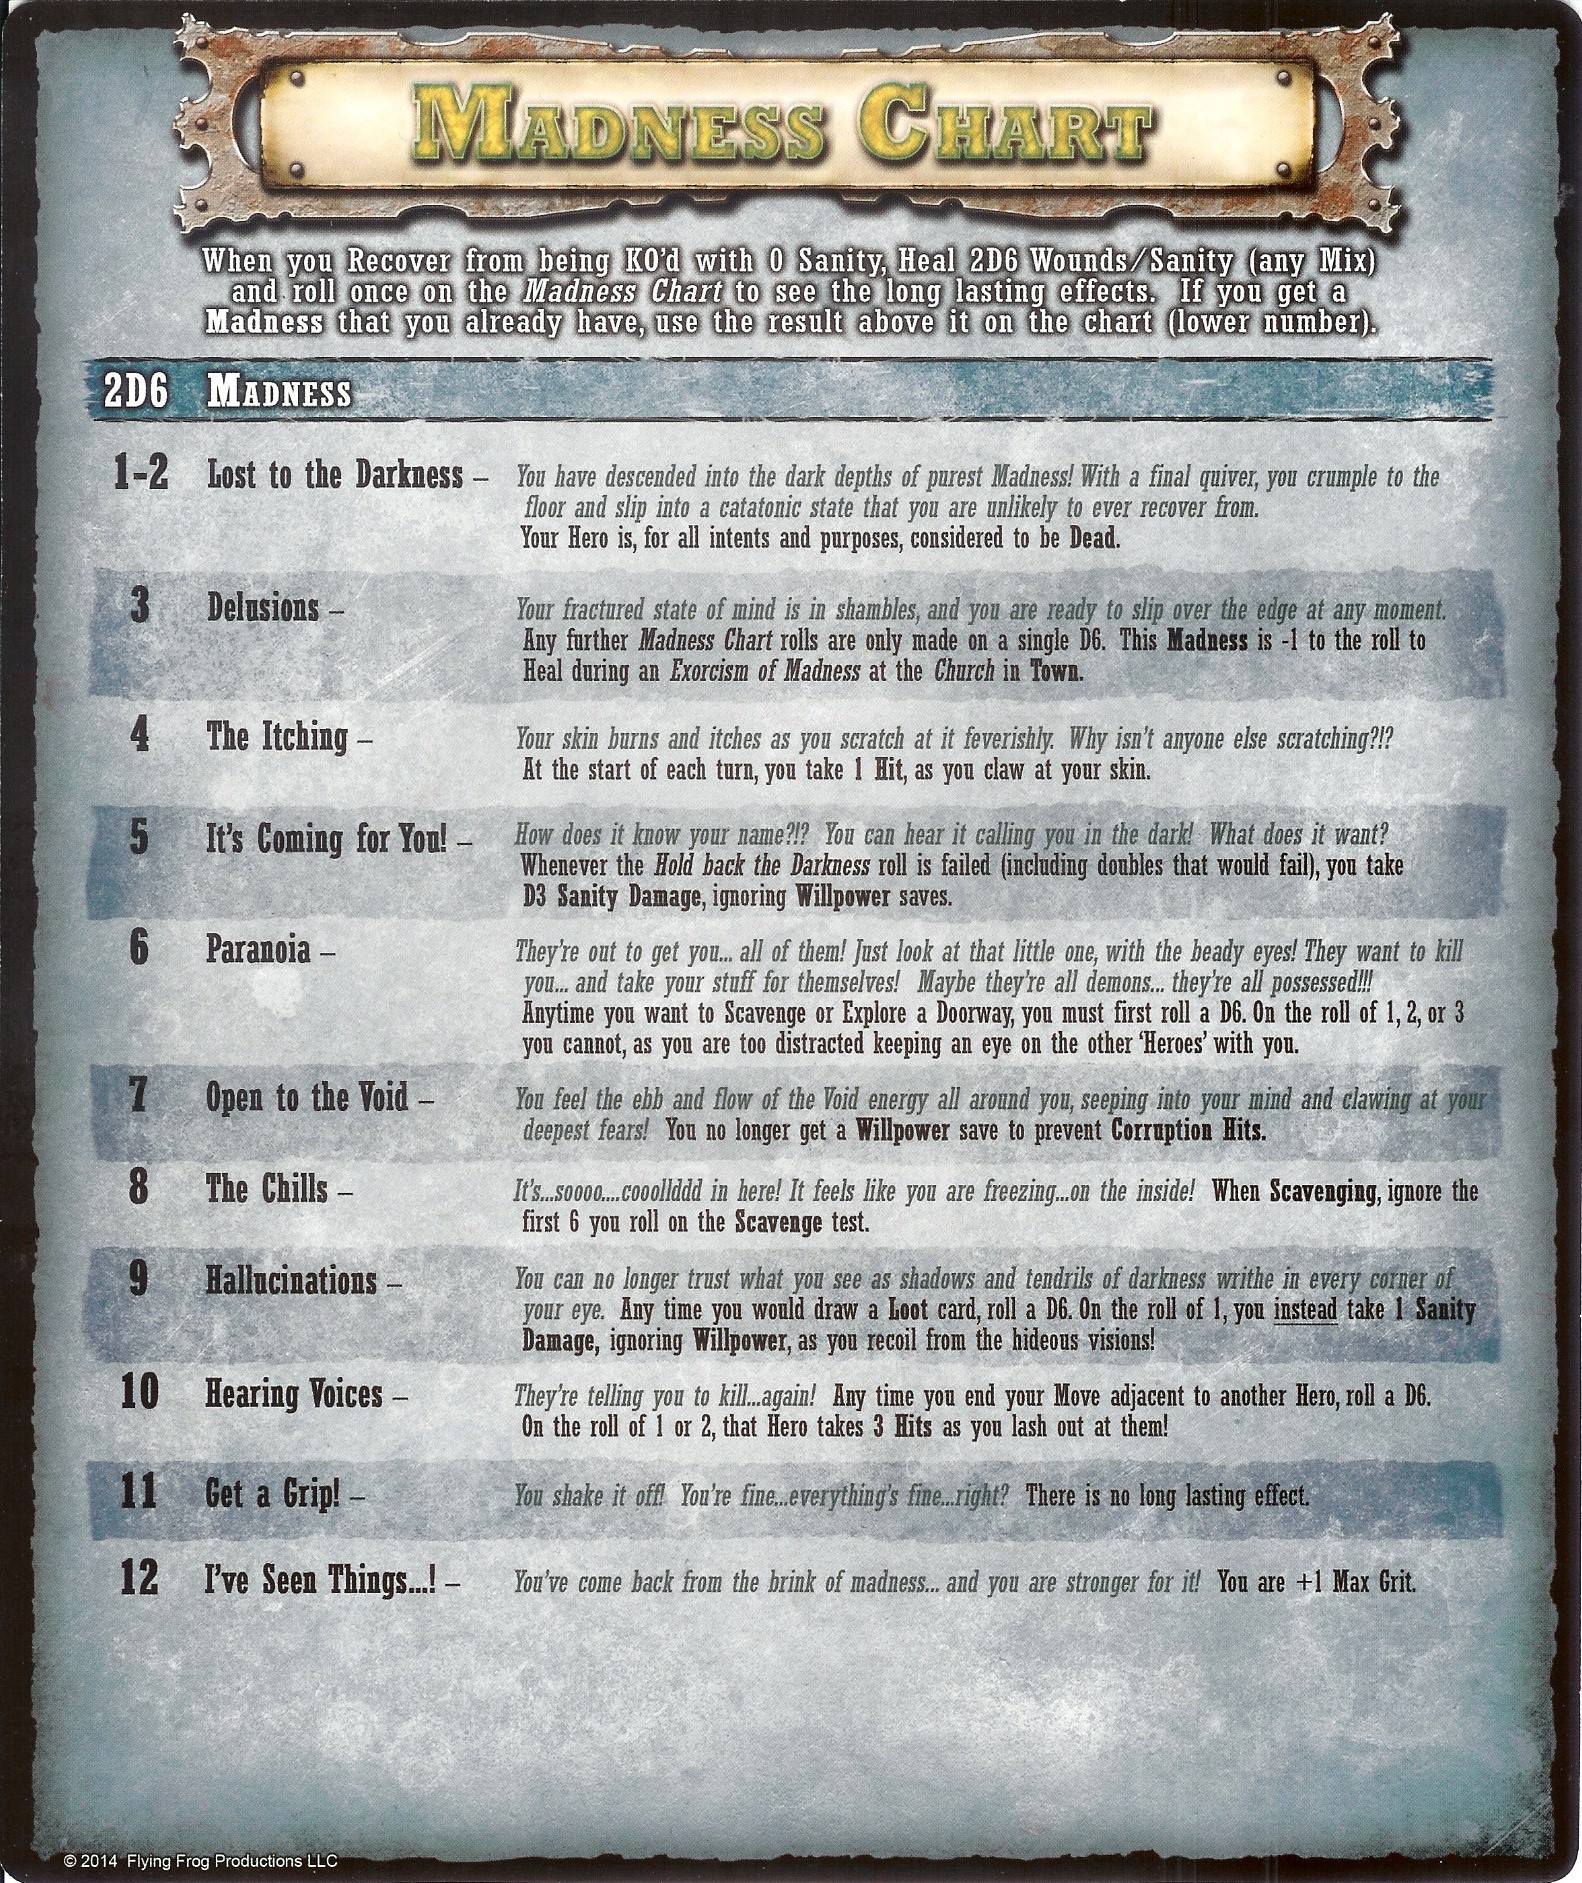 Madness Chart
When you Recover from being KO'd with 0 Sanity, Heal 2D6 Wounds/Sanity (any Mix)
and roll once on the Madness Chart to see the long lasting effects. If you get a
Madness that you already have, use the result above it on the chart (lower number).
2D6 Madness
1-2 Lost to the Darkness – You have descended into the dark depths of purest Madness! With a final quiver, you crumple to the
floor and slip into a catatonic state that you are unlikely to ever recover from.
Your Hero is, for all intents and purposes, considered to be Dead.
3 Delusions – Your fractured state of mind is in shambles, and you are ready to slip over the edge at any moment.
Any further Madness Chart rolls are only made on a single D6. This Madness is -1 to the roll to
Heal during an Exorcism of Madness at the Church in Town.
4 The Itching – Your skin burns and itches as you scratch at it feverishly. Why isn't anyone else scratching?!?
At the start of each turn, you take 1 Hit, as you claw at your skin.
5 It's Coming for You! – How does it know your name?!? You can hear it calling you in the dark! What does it want?
Whenever the Hold back the Darkness roll is failed (including doubles that would fail), you take
D3 Sanity Damage, ignoring Willpower saves.
6 Paranoia – They're out to get you... all of them! Just look at that little one, with the beady eyes! They want to kill
you... and take your stuff for themselves! Maybe they're all demons... they're all possessed!!!
Anytime you want to Scavenge or Explore a Doorway, you must first roll a D6. On the roll of 1, 2, or 3
you cannot, as you are too distracted keeping an eye on the other 'Heroes' with you.
7 Open to the Void – You feel the ebb and flow of the Void energy all around you, seeping into your mind and clawing at your
deepest fears! You no longer get a Willpower save to prevent Corruption Hits.
8 The Chills – It's...soooo....cooollddd in here! It feels like you are freezing...on the inside! When Scavenging, ignore the
first 6 you roll on the Scavenge test.
9 Hallucinations – You can no longer trust what you see as shadows and tendrils of darkness writhe in every corner of
your eye. Any time you would draw a Loot card, roll a D6. On the roll of 1, you instead take 1 Sanity
Damage, ignoring Willpower, as you recoil from the hideous visions!
10 Hearing Voices – They're telling you to kill...again! Any time you end your Move adjacent to another Hero, roll a D6.
On the roll of 1 or 2, that Hero takes 3 Hits as you lash out at them!
11 Get a Grip! – You shake it off! You're fine...everything's fine...right? There is no long lasting effect.
12 I've Seen Things...! – You've come back from the brink of madness... and you are stronger for it! You are +1 Max Grit.
© 2014 Flying Frog Productions LLC